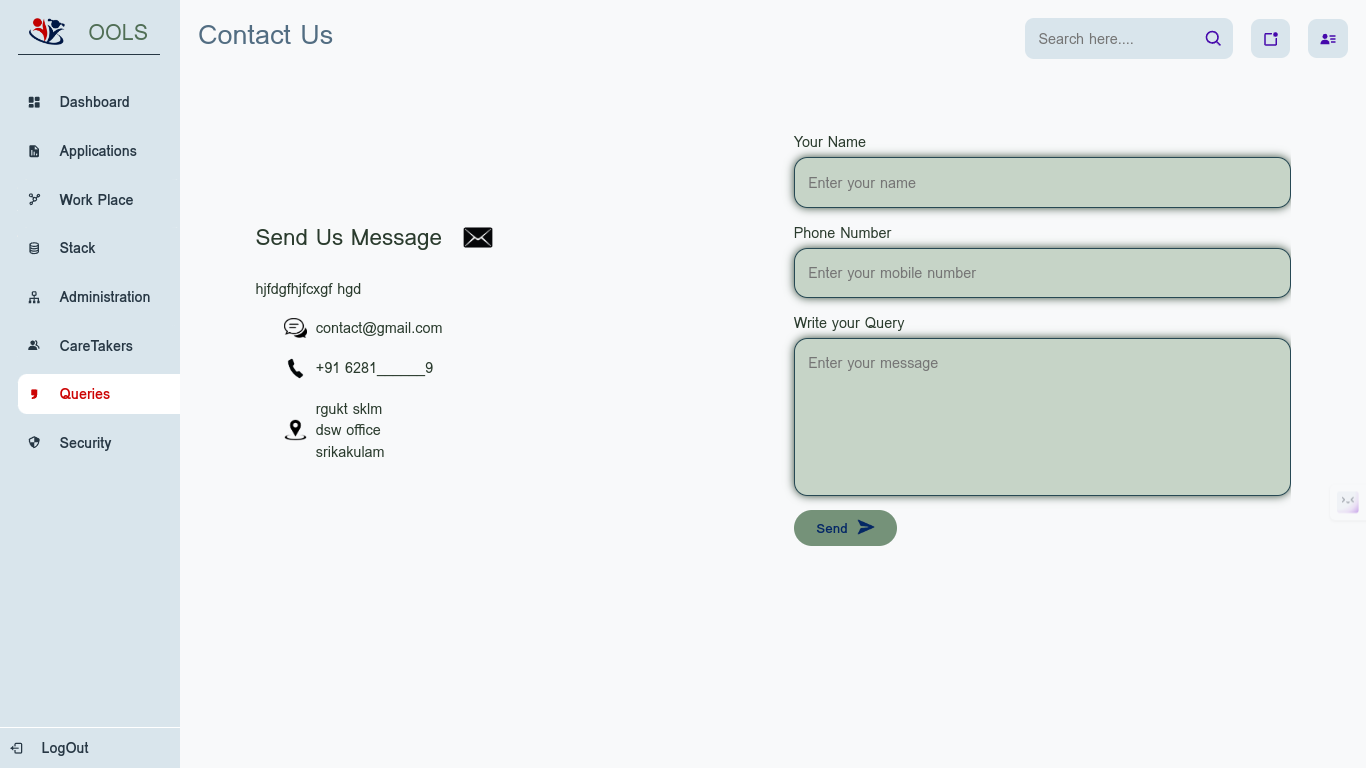 OOLS
Dashboard
Applications
Work Place
Stack
Administration
CareTakers
Queries
Security
LogOut
Contact Us
Search here....
Send Us Message
hjfdgfhjfcxgf hgd
contact@gmail.com
+91 6281______9
rgukt sklm
dsw office
srikakulam
Your Name
Enter your name
Phone Number
Enter your mobile number
Write your Query
Enter your message
Send